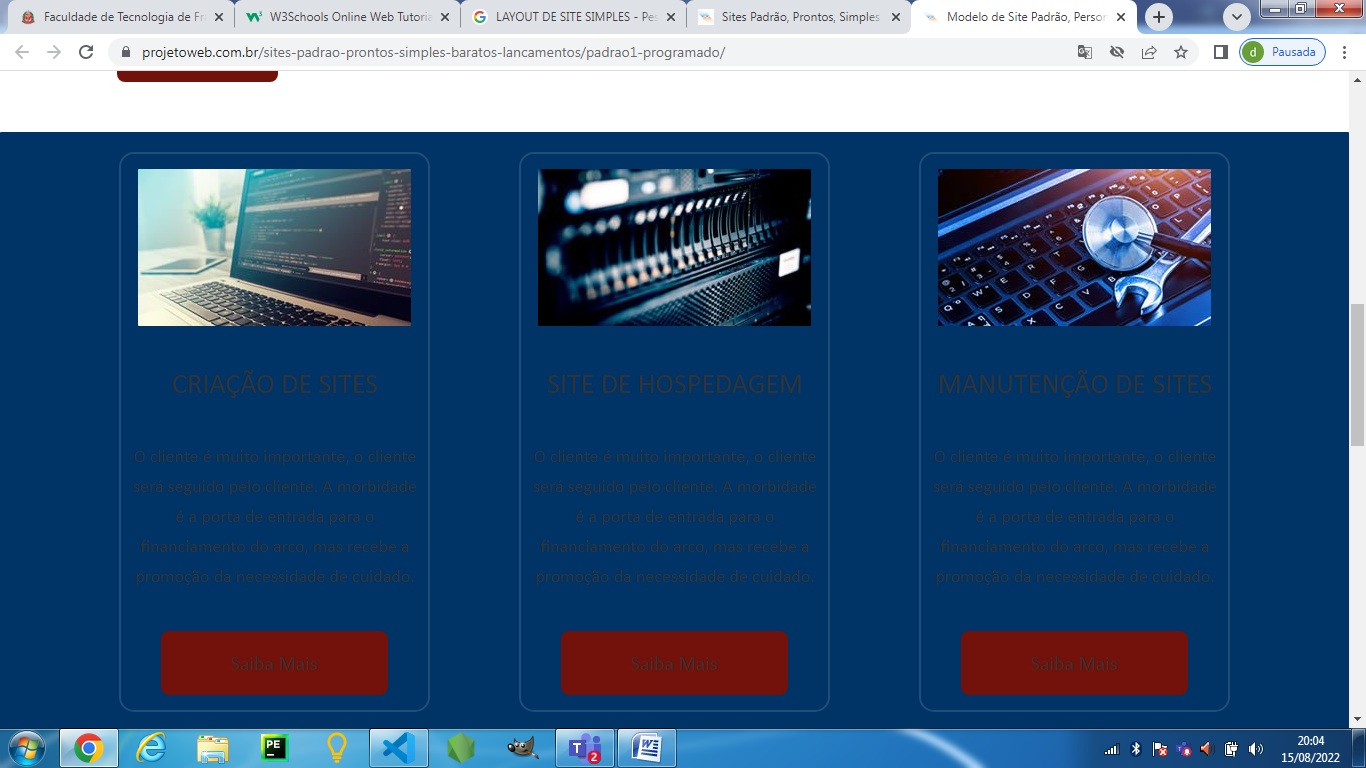 Faculdade de Tecnologia de Fr
W3Schools Online Web Tutoria
LAYOUT DE SITE SIMPLES - Pes
Sites Padrão, Prontos, Simples
Modelo de Site Padrão, Person
projetoweb.com.br/sites-padrao-prontos-simples-baratos-lancamentos/padrao1-programado/
d
Pausada
CRIAÇÃO DE SITES
O cliente é muito importante, o cliente
será seguido pelo cliente. A morbidade
é a porta de entrada para o
financiamento do arco, mas recebe a
promoção da necessidade de cuidado.
Saiba Mais
SITE DE HOSPEDAGEM
O cliente é muito importante, o cliente
será seguido pelo cliente. A morbidade
é a porta de entrada para o
financiamento do arco, mas recebe a
promoção da necessidade de cuidado.
Saiba Mais
MANUTENÇÃO DE SITES
O cliente é muito importante, o cliente
será seguido pelo cliente. A morbidade
é a porta de entrada para o
financiamento do arco, mas recebe a
promoção da necessidade de cuidado.
Saiba Mais
PE
2
20:04
15/08/2022